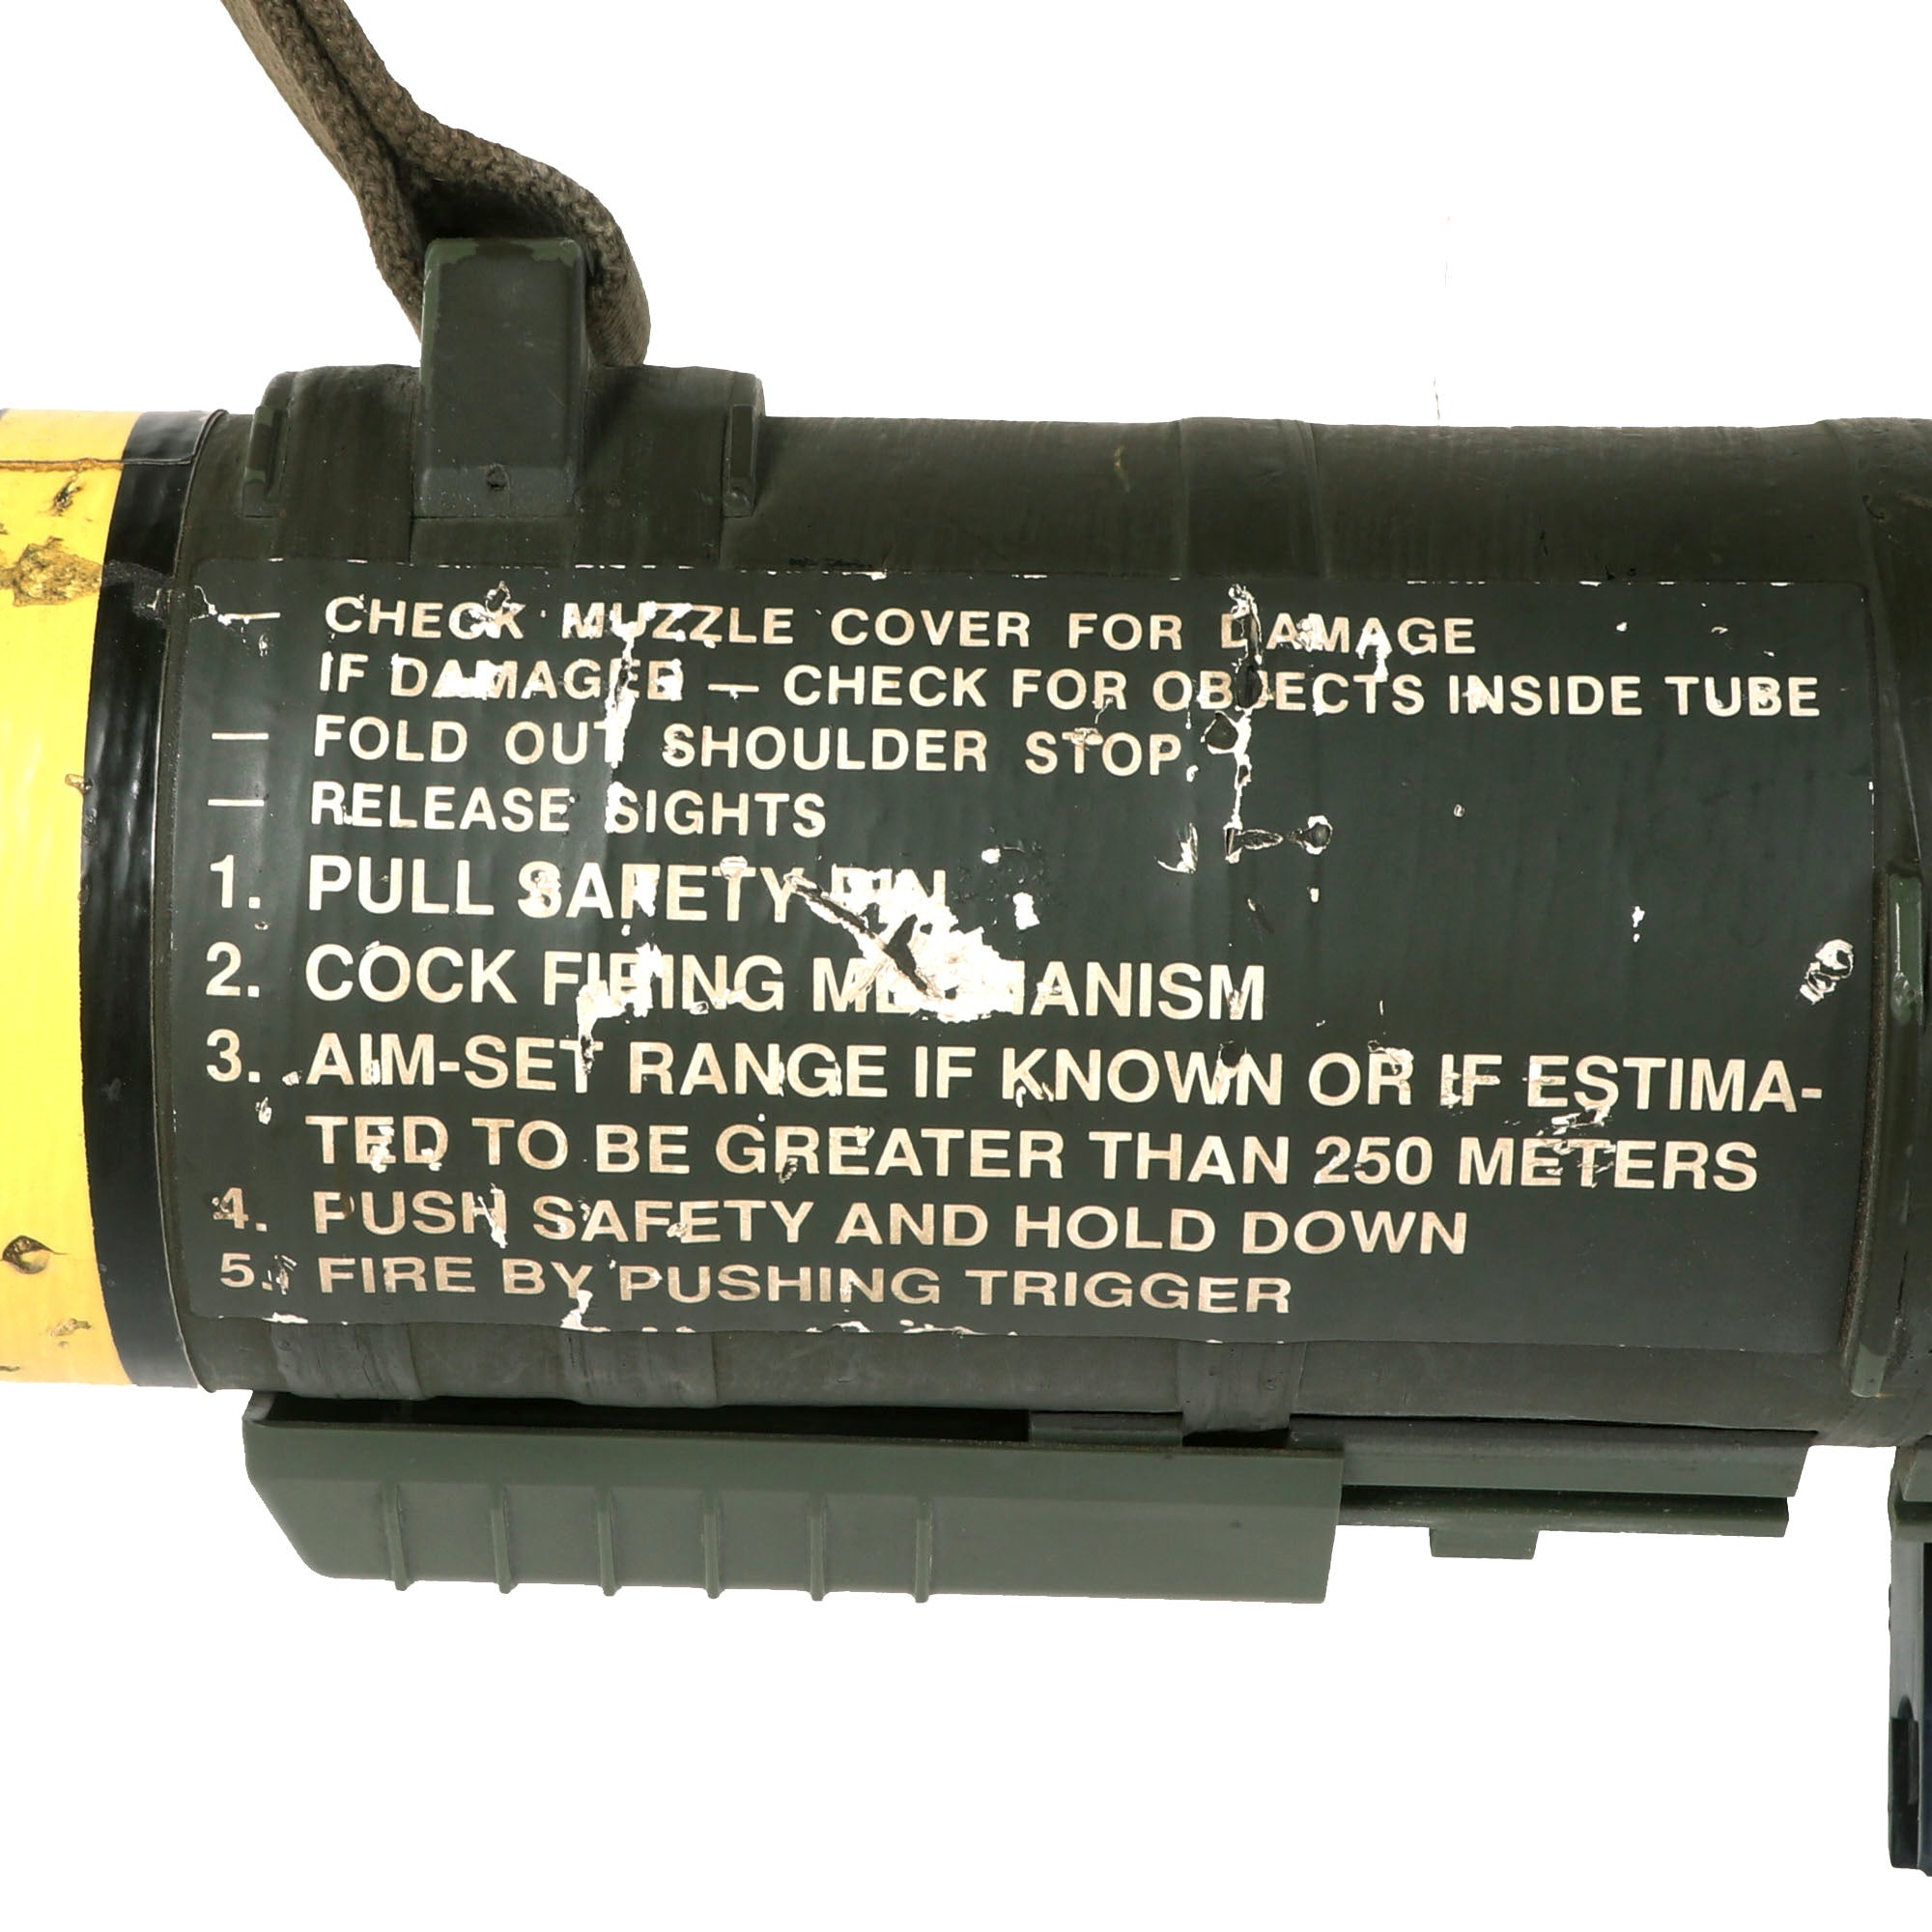 — CHECK MUZZLE COVER FOR DAMAGE
IF DAMAGED — CHECK FOR OBJECTS INSIDE TUBE
— FOLD OUT SHOULDER STOP
— RELEASE SIGHTS
1. PULL SAFETY PIN
2. COCK FIRING MECHANISM
3. AIM-SET RANGE IF KNOWN OR IF ESTIMA-
TED TO BE GREATER THAN 250 METERS
4. PUSH SAFETY AND HOLD DOWN
5. FIRE BY PUSHING TRIGGER